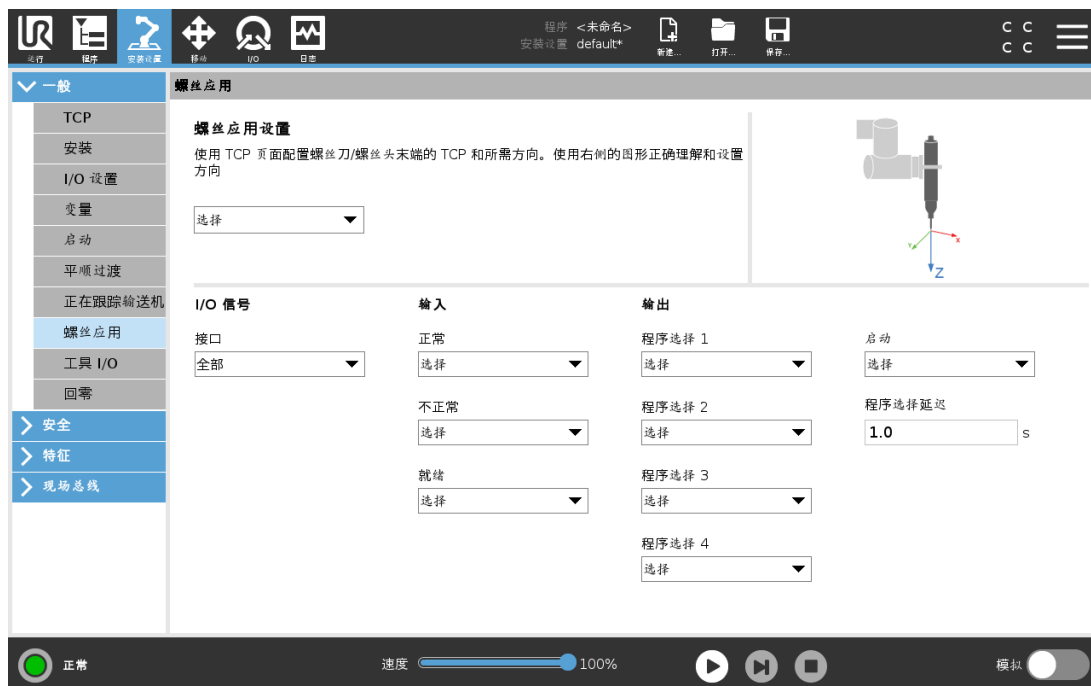 UR
运行
程序
安装设置
移动
I/O
日志
程序 <未命名>
安装设置 default*
新建...
打开...
保存...
C C
C C
一般
TCP
安装
I/O 设置
变量
启动
平顺过渡
正在跟踪输送机
螺丝应用
工具 I/O
回零
安全
特征
现场总线
螺丝应用
螺丝应用设置
使用 TCP 页面配置螺丝刀/螺丝头末端的 TCP 和所需方向。使用右侧的图形正确理解和设置
方向
选择
Y
X
Z
I/O 信号
输入
输出
接口
全部
正常
选择
不正常
选择
就绪
选择
程序选择 1
选择
程序选择 2
选择
程序选择 3
选择
程序选择 4
选择
启动
选择
程序选择延迟
1.0
s
正常
速度
100%
模拟